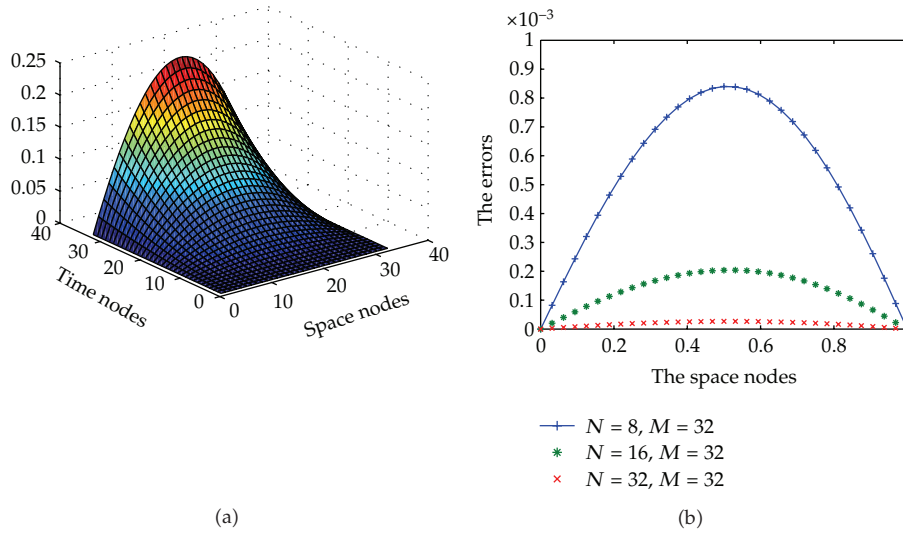 0.25
0.2
0.15
0.1
0.05
0
40
30
20
10
0
Time nodes
0
10
20
30
40
Space nodes
(a)
×10⁻³
1
0.9
0.8
0.7
0.6
0.5
0.4
0.3
0.2
0.1
0
The errors
0 0.2 0.4 0.6 0.8
The space nodes
N = 8, M = 32
N = 16, M = 32
N = 32, M = 32
(b)